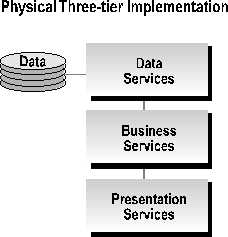 Physical Three-tier Implementation
Data
Data
Services
Business
Services
Presentation
Services